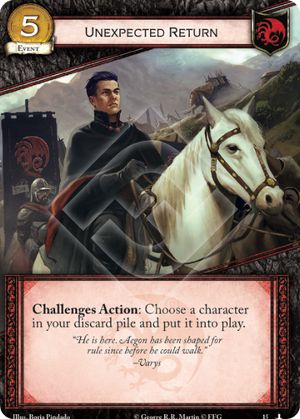 5
Unexpected Return
Event
Challenges Action: Choose a character
in your discard pile and put it into play.
"He is here. Aegon has been shaped for
rule since before he could walk."
–Varys
Illus. Borja Pindado
© George R.R. Martin © FFG
15